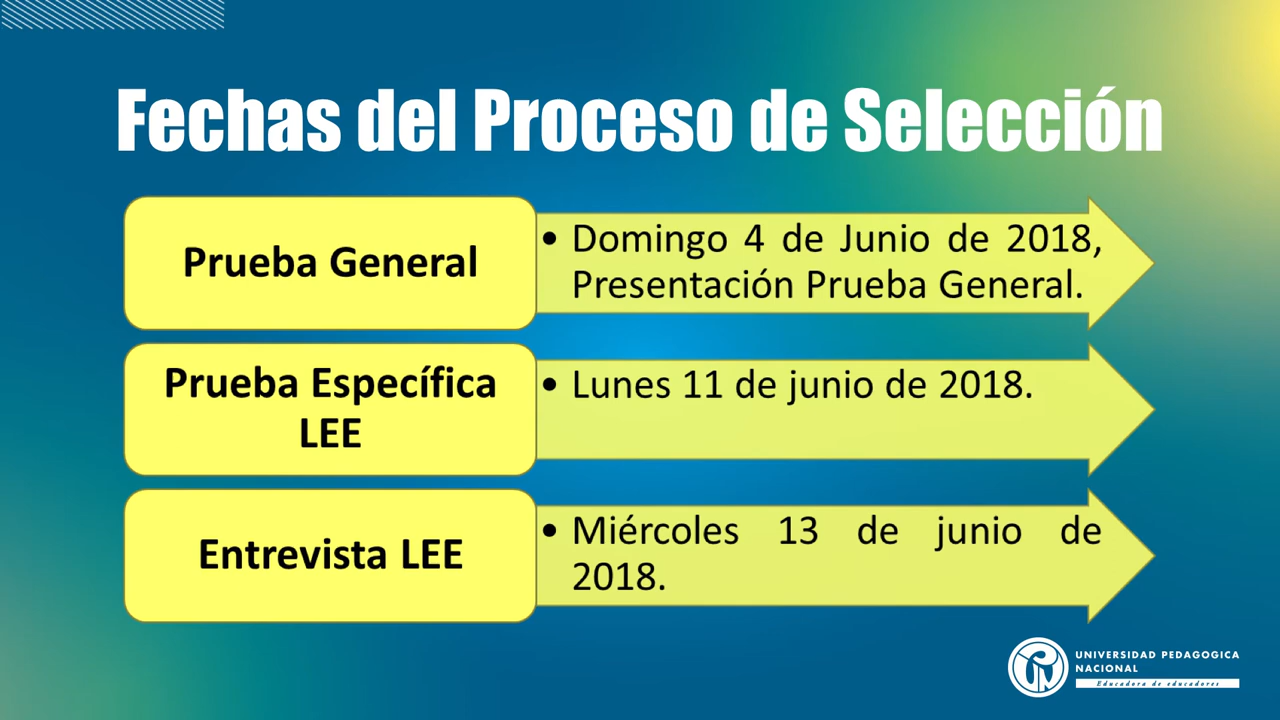 Fechas del Proceso de Selección
Prueba General
• Domingo 4 de Junio de 2018,
Presentación Prueba General.
Prueba Específica
LEE
• Lunes 11 de junio de 2018.
Entrevista LEE
• Miércoles 13 de junio de
2018.
UNIVERSIDAD PEDAGOGICA
NACIONAL
Educadora de educadores